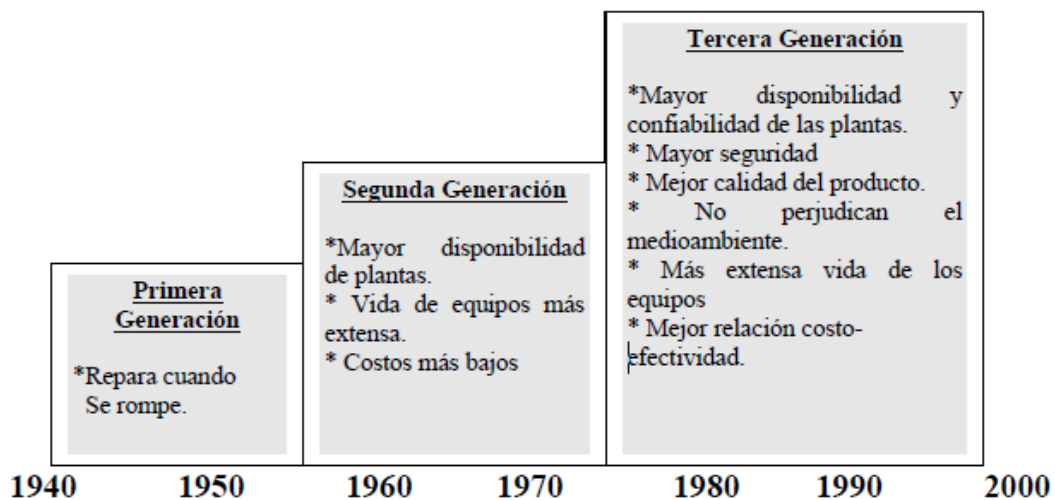 Primera
Generación
*Repara cuando
Se rompe.
Segunda Generación
*Mayor disponibilidad
de plantas.
* Vida de equipos más
extensa.
* Costos más bajos
Tercera Generación
*Mayor disponibilidad y
confiabilidad de las plantas.
* Mayor seguridad
* Mejor calidad del producto.
* No perjudican el
medioambiente.
* Más extensa vida de los
equipos
* Mejor relación costo-
efectividad.
1940 1950 1960 1970 1980 1990 2000